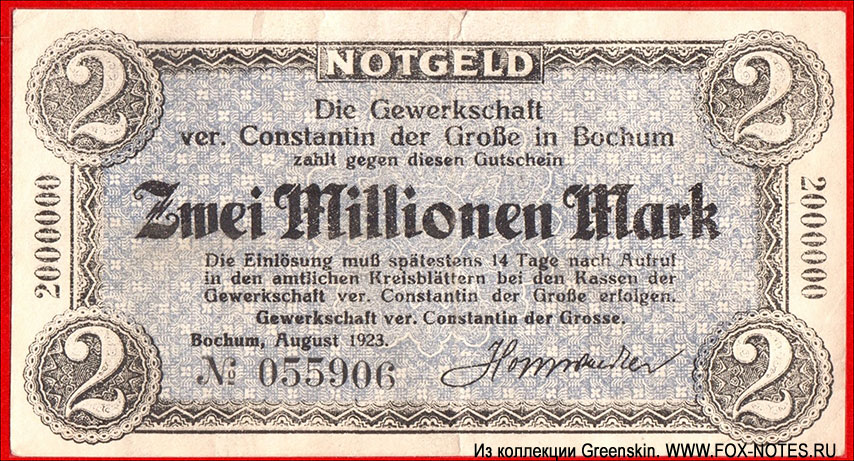 NOTGELD
2
2
Die Gewerkschaft
ver. Constantin der Große in Bochum
zahlt gegen diesen Gutschein
Zwei Millionen Mark
2000000
2000000
Die Einlösung muß spätestens 14 Tage nach Aufruf
in den amtlichen Kreisblättern bei den Kassen der
Gewerkschaft ver. Constantin der Große erfolgen.
Gewerkschaft ver. Constantin der Grosse.
Bochum, August 1923.
№ 055906
2
2
Из коллекции Greenskin. WWW.FOX-NOTES.RU